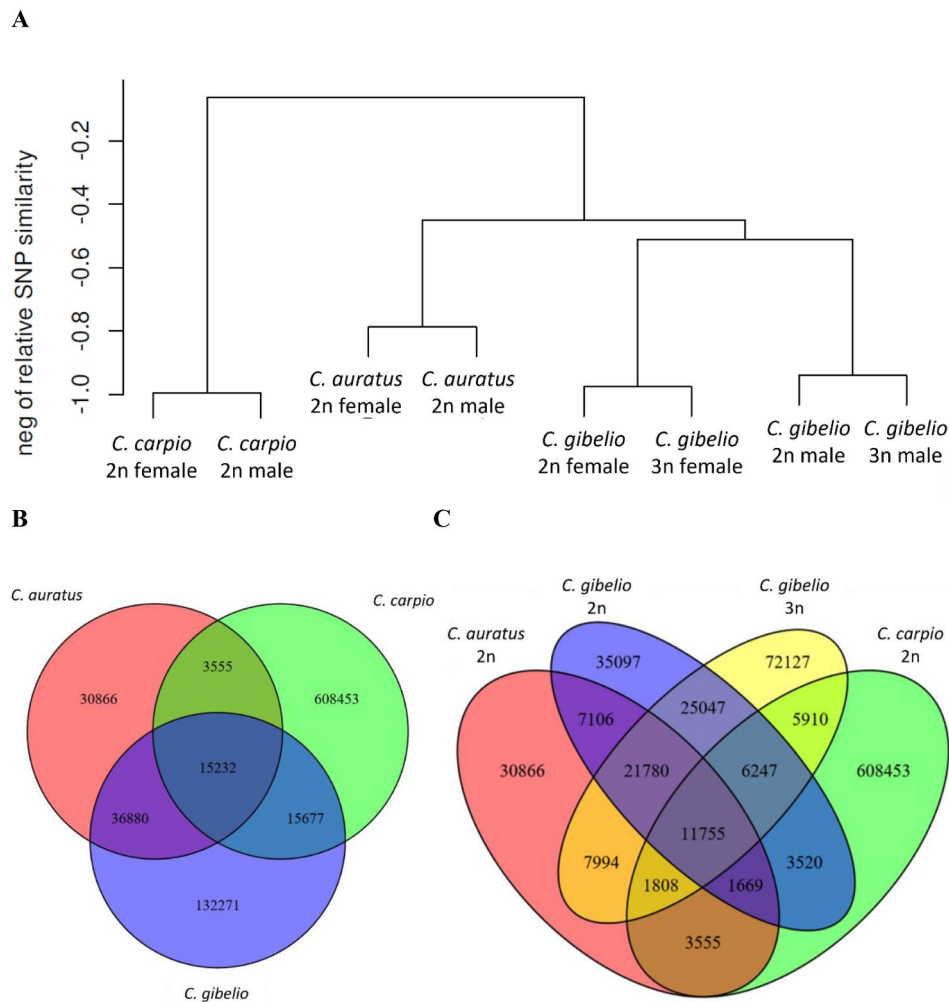 A
neg of relative SNP similarity
-0.2
-0.4
-0.6
-0.8
-1.0
C. carpio
2n female
C. carpio
2n male
C. auratus
2n female
C. auratus
2n male
C. gibelio
2n female
C. gibelio
3n female
C. gibelio
2n male
C. gibelio
3n male
B
C. auratus
C. carpio
3555
30866
608453
15232
36880
15677
132271
C. gibelio
C
C. gibelio
2n
C. gibelio
3n
C. auratus
2n
C. carpio
2n
35097
72127
7106
25047
5910
30866
21780
6247
608453
11755
7994
3520
1808
1669
3555